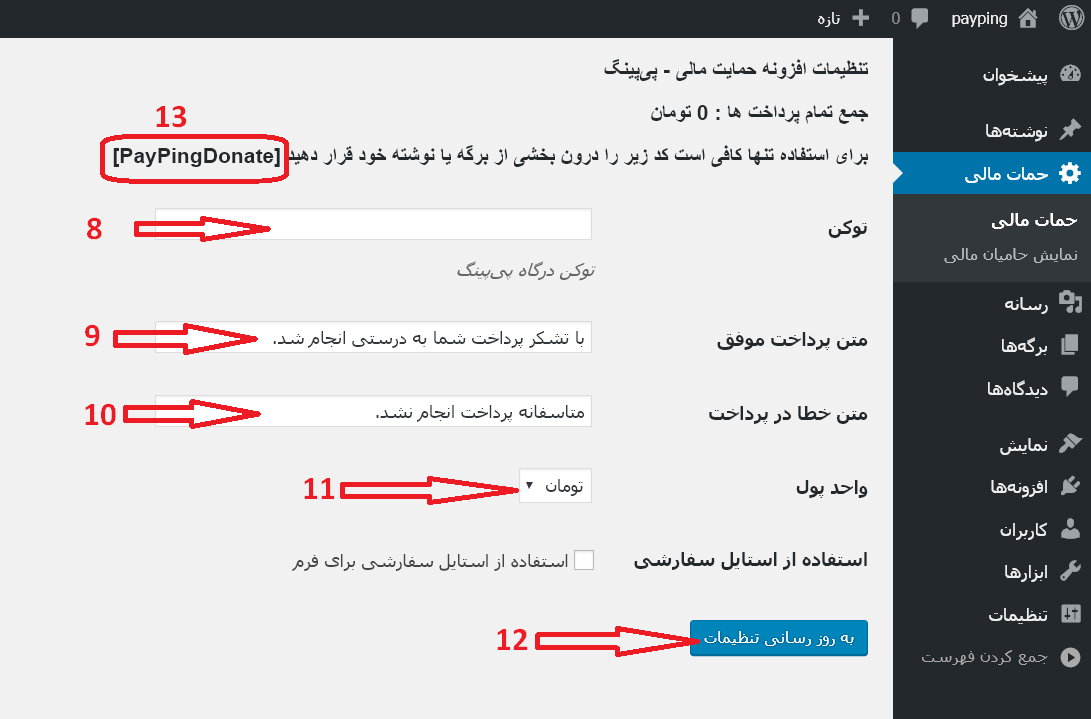 payping 0 تازه
پیشخوان
نوشته‌ها
حمات مالی
حمات مالی
نمایش حامیان مالی
رسانه
برگه‌ها
دیدگاه‌ها
نمایش
افزونه‌ها
کاربران
ابزارها
تنظیمات
جمع کردن فهرست
تنظیمات افزونه حمایت مالی - پی‌پینگ
جمع تمام پرداخت ها : 0 تومان
13
برای استفاده تنها کافی است کد زیر را درون بخشی از برگه یا نوشته خود قرار دهید [PayPingDonate]
توکن
8
توکن درگاه پی‌پینگ
متن پرداخت موفق
با تشکر پرداخت شما به درستی انجام شد.
9
متن خطا در پرداخت
متاسفانه پرداخت انجام نشد.
10
واحد پول
تومان
11
استفاده از استایل سفارشی
استفاده از استایل سفارشی برای فرم
به روز رسانی تنظیمات
12